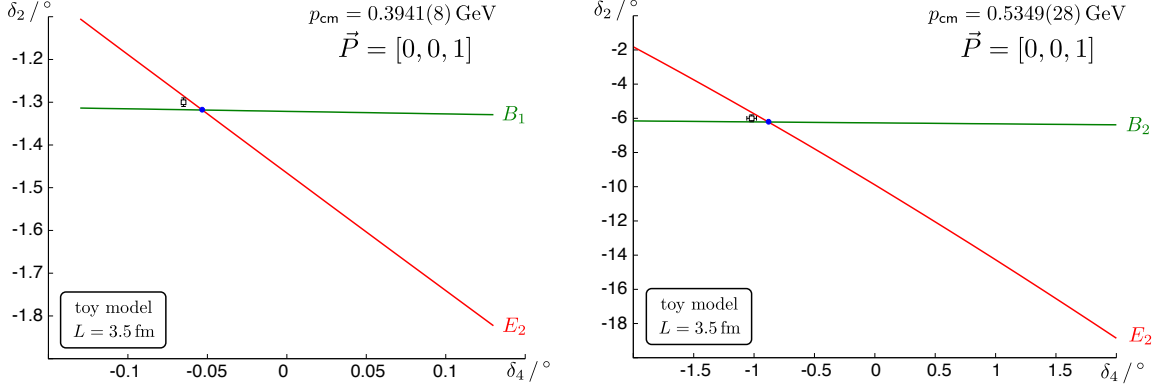 δ₂ / °
p_cm = 0.3941(8) GeV
P⃗ = [0, 0, 1]
-1.2
-1.3
-1.4
-1.5
-1.6
-1.7
-1.8
B₁
E₂
toy model
L = 3.5 fm
-0.1
-0.05
0
0.05
0.1
δ₄ / °
δ₂ / °
p_cm = 0.5349(28) GeV
P⃗ = [0, 0, 1]
-2
-4
-6
-8
-10
-12
-14
-16
-18
B₂
E₂
toy model
L = 3.5 fm
-1.5
-1
-0.5
0
0.5
1
1.5
δ₄ / °